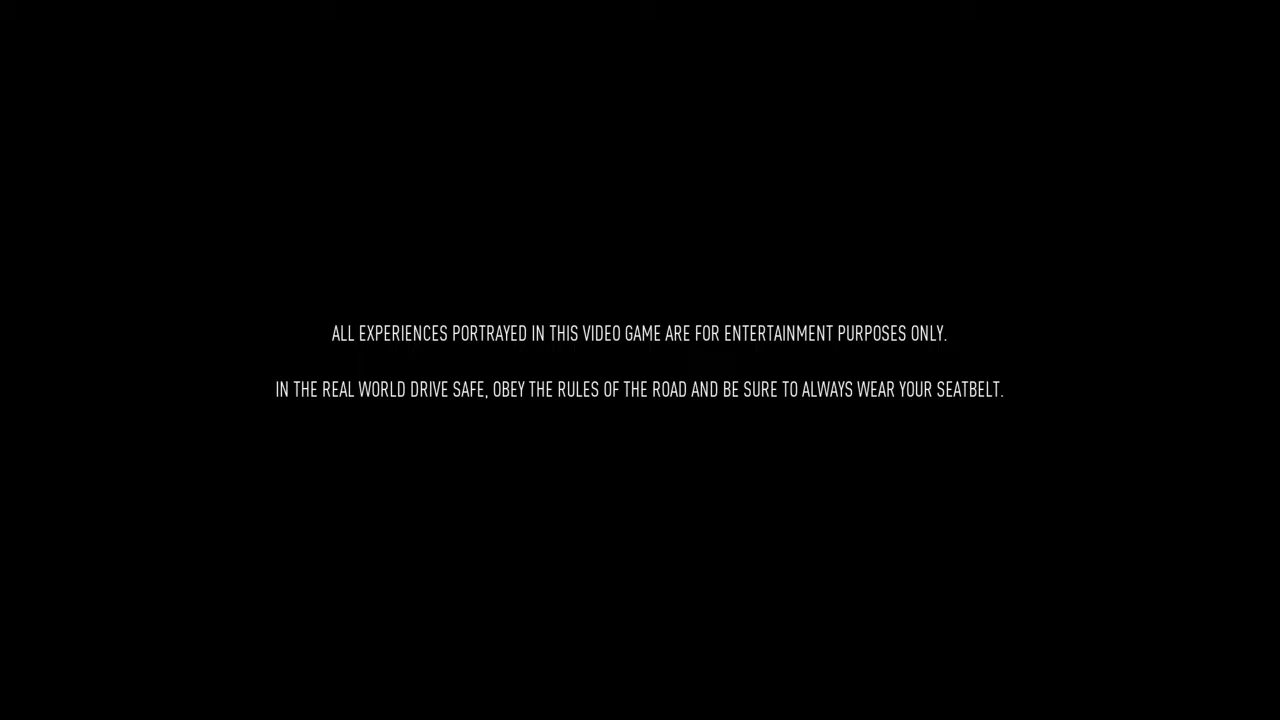 ALL EXPERIENCES PORTRAYED IN THIS VIDEO GAME ARE FOR ENTERTAINMENT PURPOSES ONLY.
IN THE REAL WORLD DRIVE SAFE, OBEY THE RULES OF THE ROAD AND BE SURE TO ALWAYS WEAR YOUR SEATBELT.